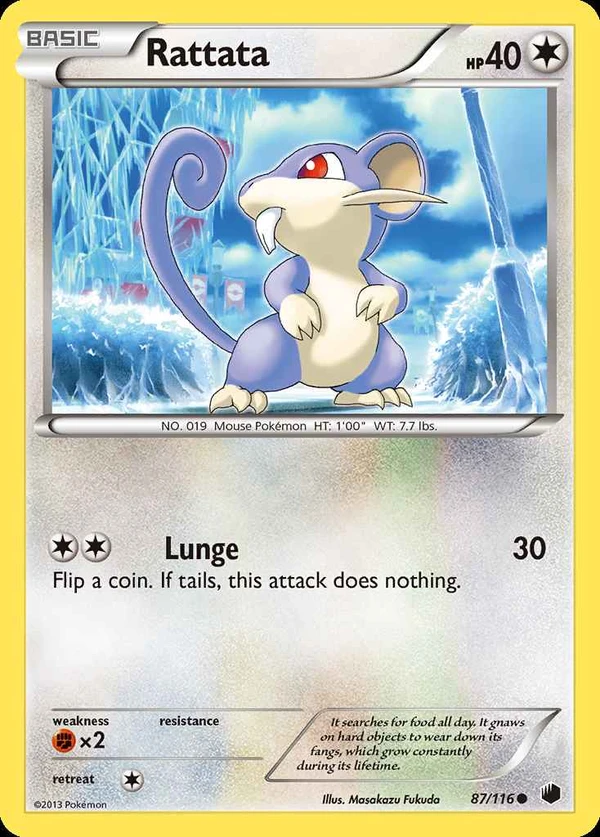 BASIC
Rattata
HP40
NO. 019 Mouse Pokémon HT: 1'00" WT: 7.7 lbs.
Lunge
30
Flip a coin. If tails, this attack does nothing.
weakness
resistance
×2
retreat
It searches for food all day. It gnaws
on hard objects to wear down its
fangs, which grow constantly
during its lifetime.
©2013 Pokémon
Illus. Masakazu Fukuda
87/116